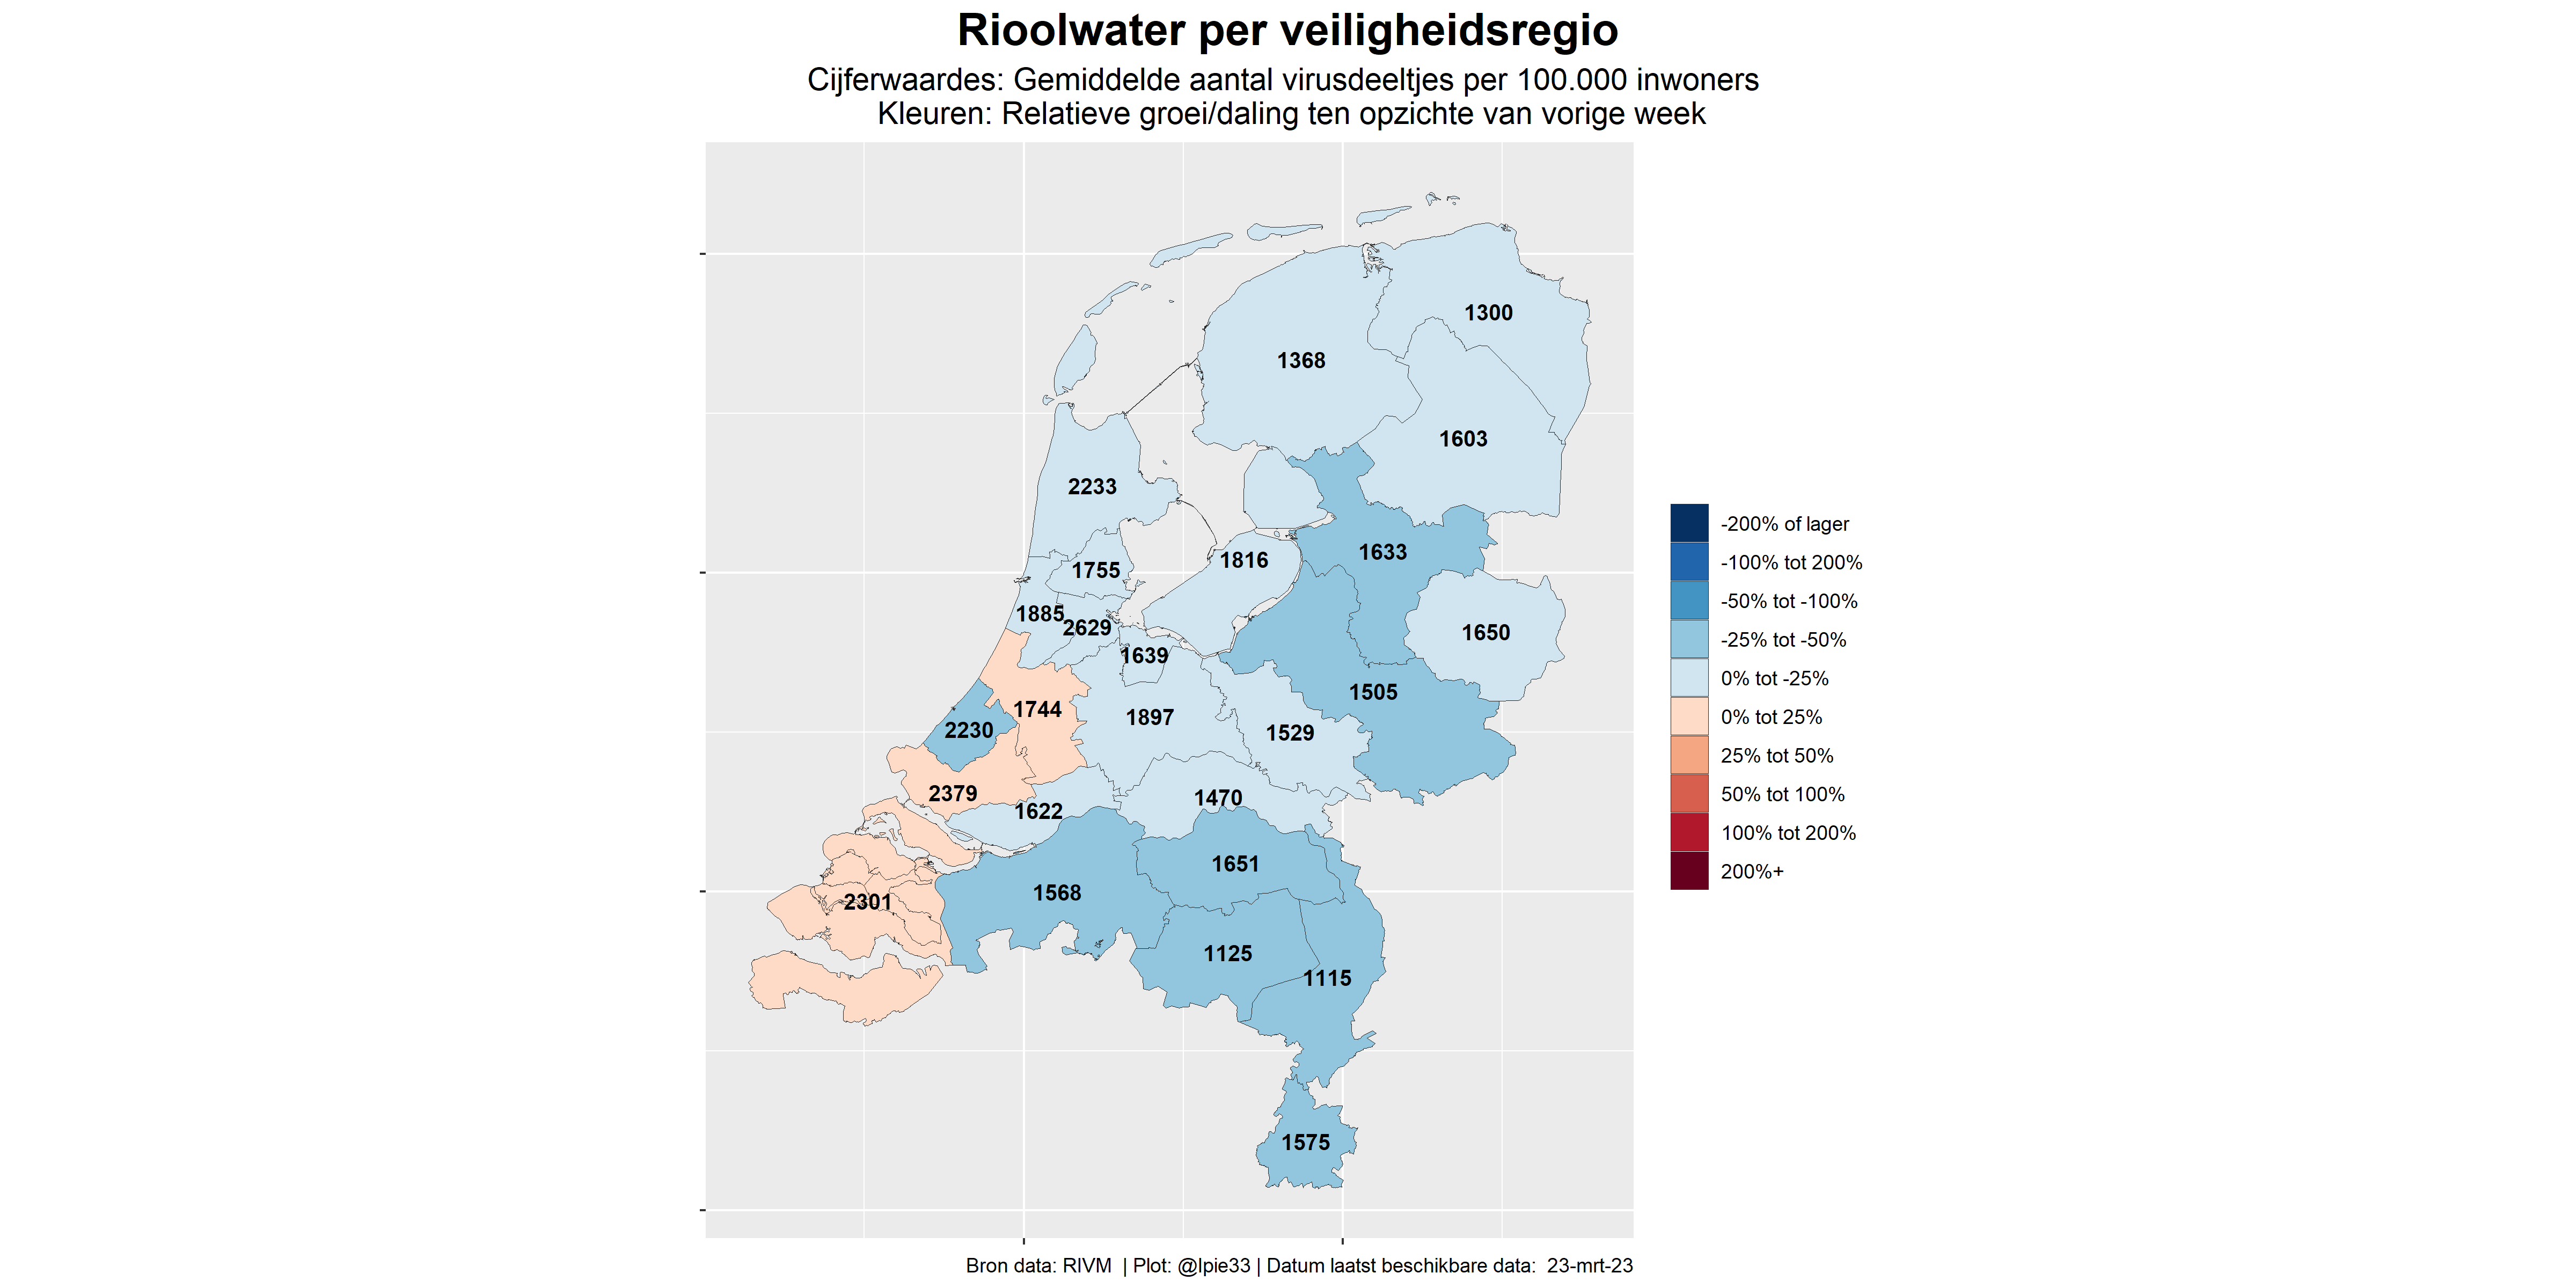 Rioolwater per veiligheidsregio
Cijferwaardes: Gemiddelde aantal virusdeeltjes per 100.000 inwoners
Kleuren: Relatieve groei/daling ten opzichte van vorige week
1300
1368
1603
2233
1633
1816
1755
1885
2629
1650
1639
1505
1744
1897
2230
1529
2379
1470
1622
1651
1568
2301
1125
1115
1575
-200% of lager
-100% tot 200%
-50% tot -100%
-25% tot -50%
0% tot -25%
0% tot 25%
25% tot 50%
50% tot 100%
100% tot 200%
200%+
Bron data: RIVM | Plot: @lpie33 | Datum laatst beschikbare data: 23-mrt-23